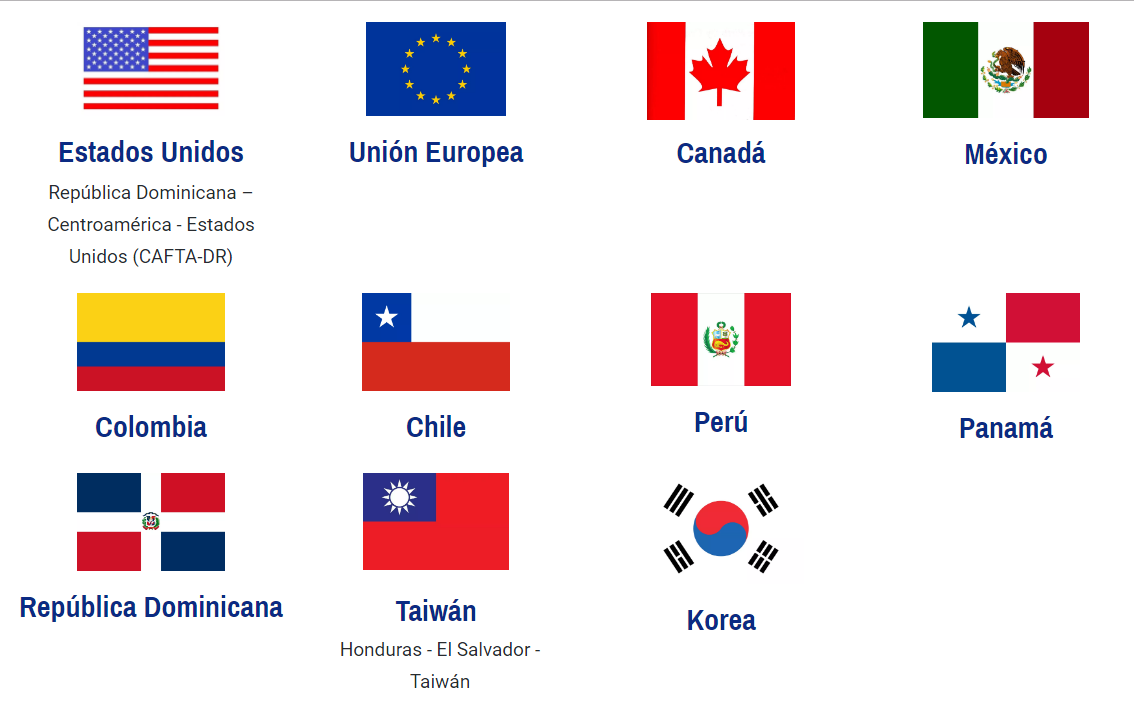 Estados Unidos
República Dominicana –
Centroamérica - Estados
Unidos (CAFTA-DR)
Unión Europea
Canadá
México
Colombia
Chile
Perú
Panamá
República Dominicana
Taiwán
Honduras - El Salvador -
Taiwán
Korea